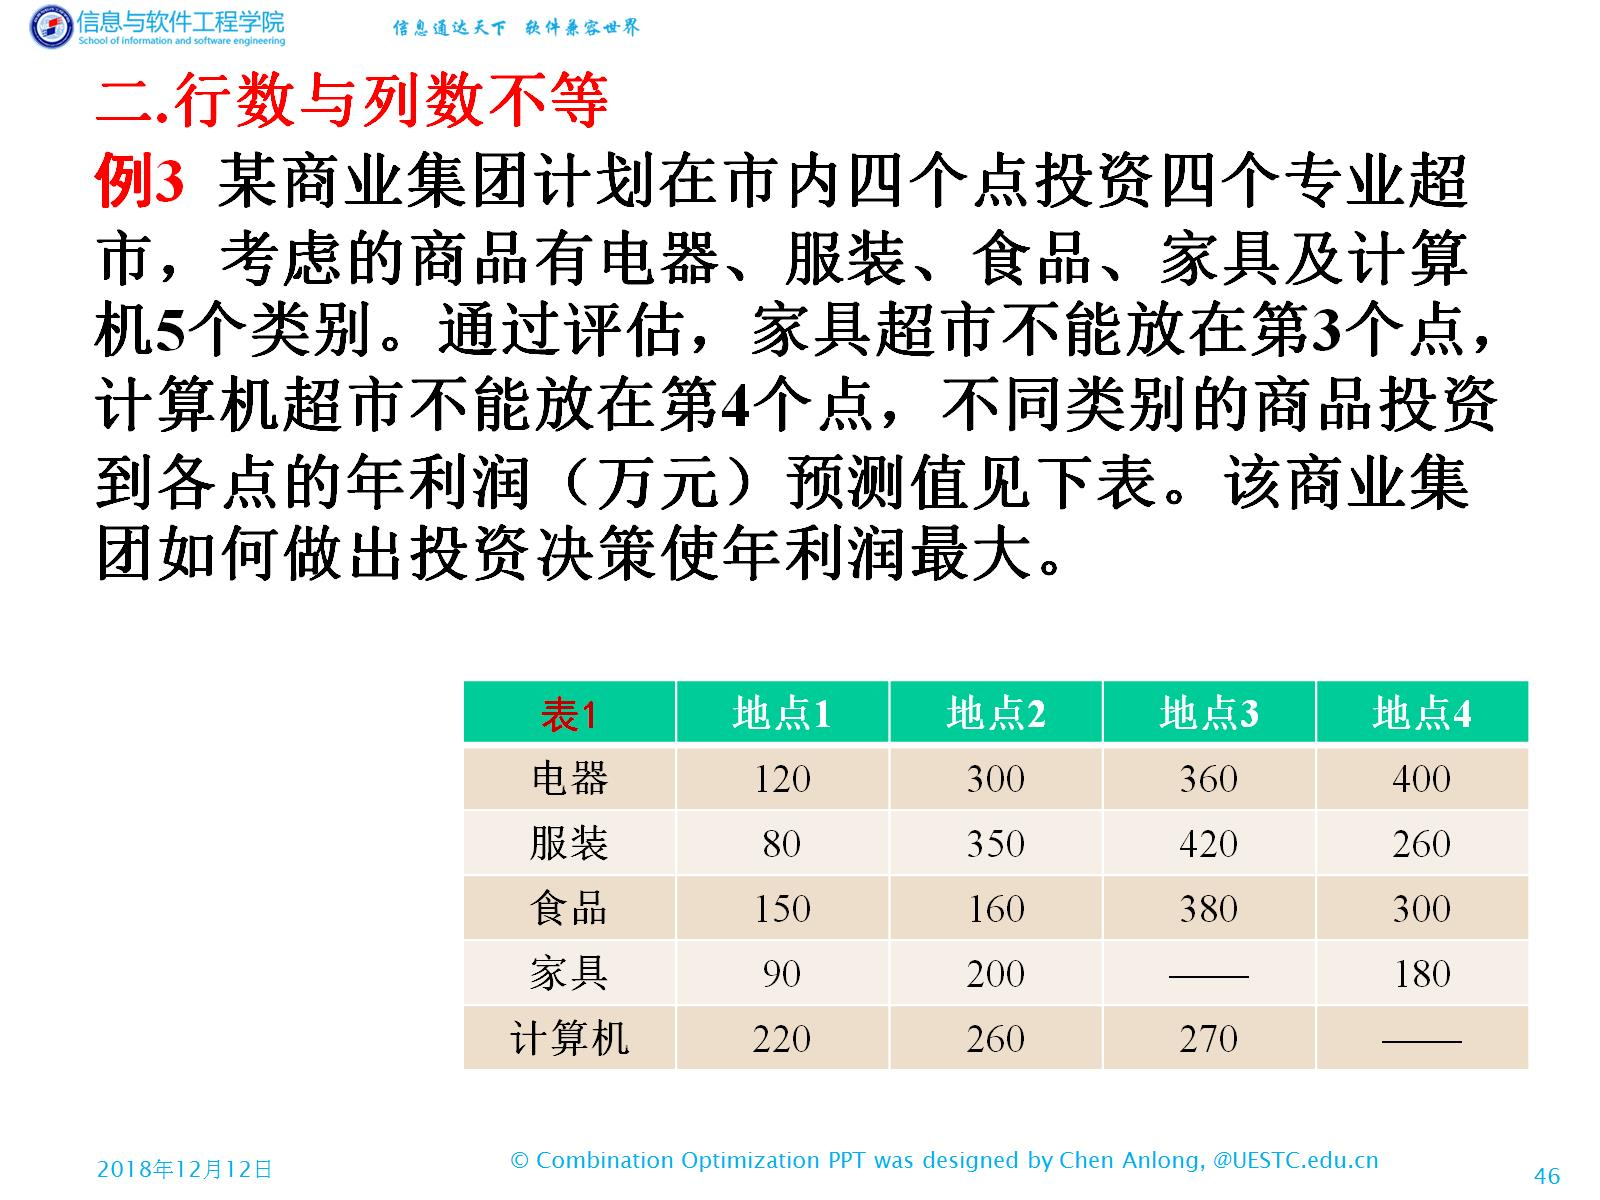 信息与软件工程学院
School of information and software engineering
信息通达天下 软件兼容世界
二.行数与列数不等
例3 某商业集团计划在市内四个点投资四个专业超
市，考虑的商品有电器、服装、食品、家具及计算
机5个类别。通过评估，家具超市不能放在第3个点，
计算机超市不能放在第4个点，不同类别的商品投资
到各点的年利润（万元）预测值见下表。该商业集
团如何做出投资决策使年利润最大。
表1 地点1 地点2 地点3 地点4
电器 120 300 360 400
服装 80 350 420 260
食品 150 160 380 300
家具 90 200 —— 180
计算机 220 260 270 ——
2018年12月12日
© Combination Optimization PPT was designed by Chen Anlong, @UESTC.edu.cn
46